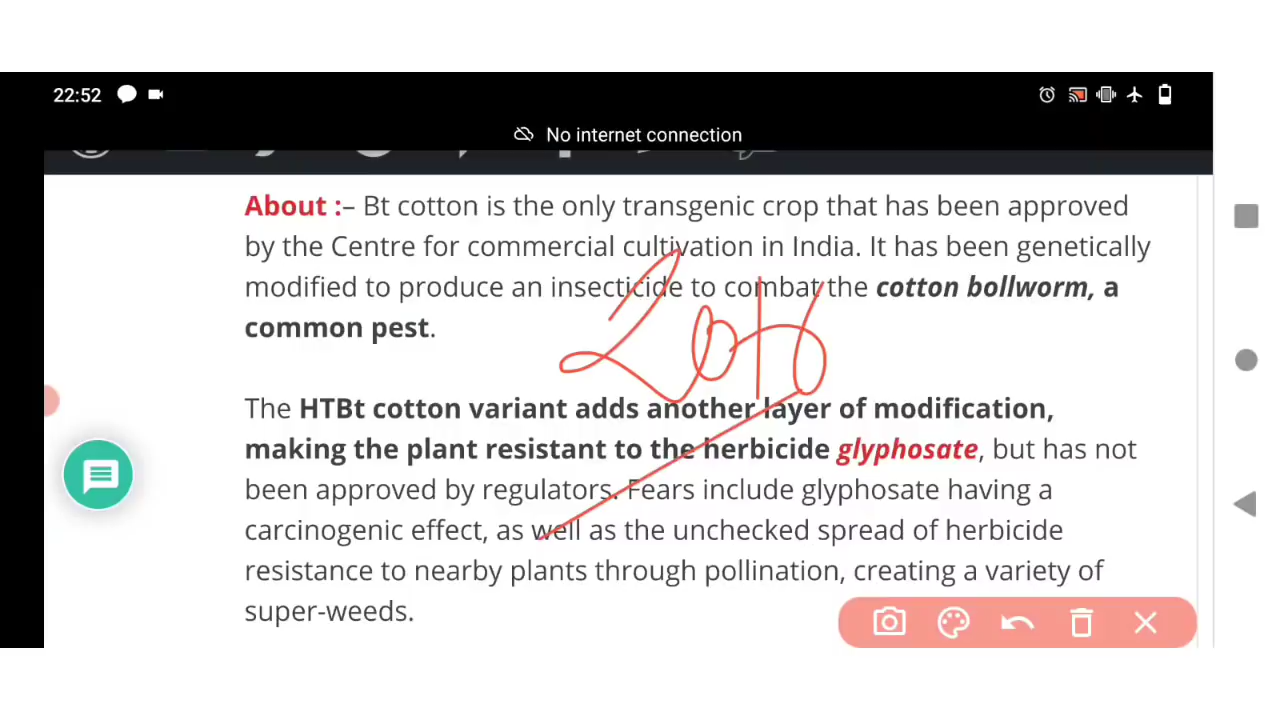 22:52
No internet connection
About :– Bt cotton is the only transgenic crop that has been approved
by the Centre for commercial cultivation in India. It has been genetically
modified to produce an insecticide to combat the cotton bollworm, a
common pest.
2016
The HTBt cotton variant adds another layer of modification,
making the plant resistant to the herbicide glyphosate, but has not
been approved by regulators. Fears include glyphosate having a
carcinogenic effect, as well as the unchecked spread of herbicide
resistance to nearby plants through pollination, creating a variety of
super-weeds.